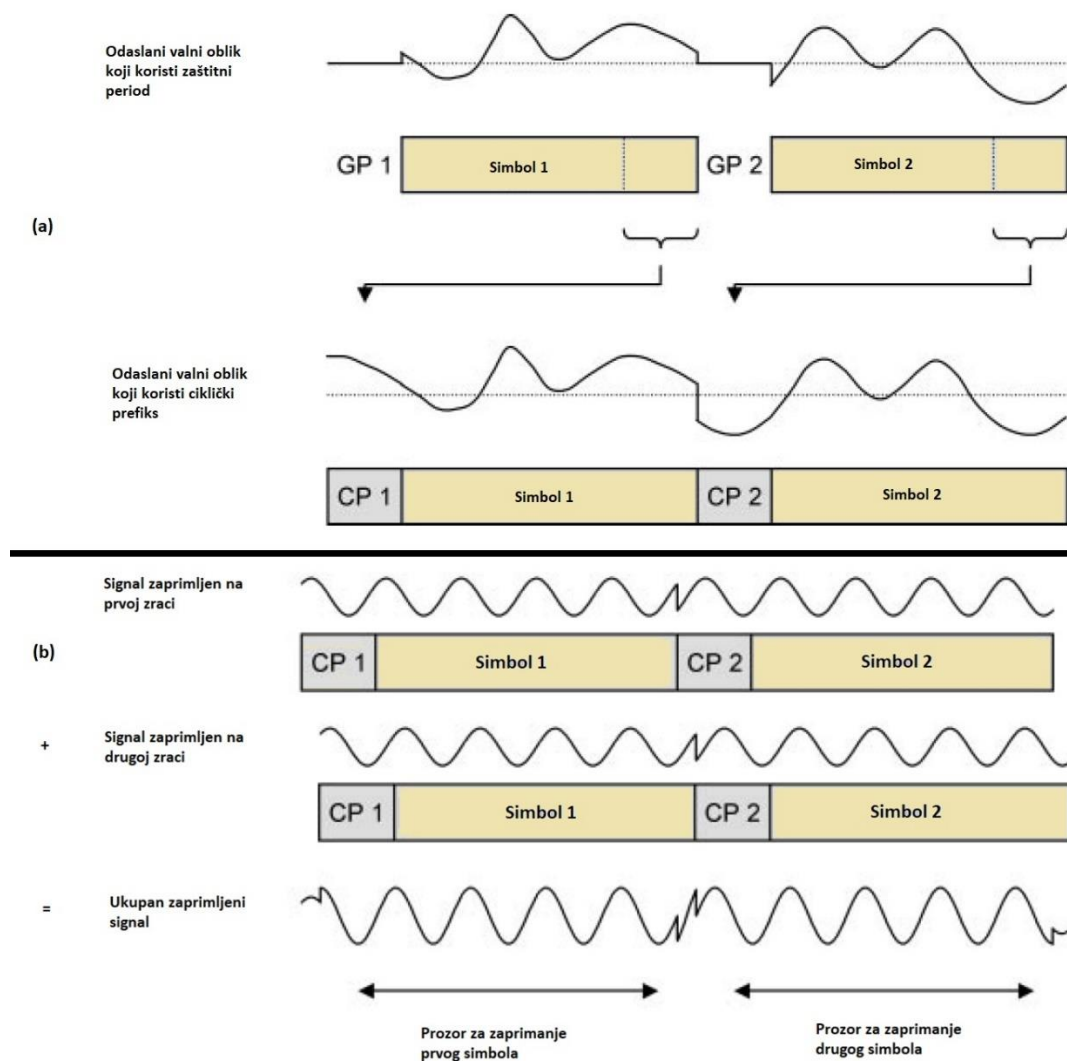 Odaslani valni oblik
koji koristi zaštitni
period
GP 1
Simbol 1
GP 2
Simbol 2
(a)
Odaslani valni oblik
koji koristi ciklički
prefiks
CP 1
Simbol 1
CP 2
Simbol 2
Signal zaprimljen na
prvoj zraci
(b)
CP 1
Simbol 1
CP 2
Simbol 2
+
Signal zaprimljen na
drugoj zraci
CP 1
Simbol 1
CP 2
Simbol 2
=
Ukupan zaprimljeni
signal
Prozor za zaprimanje
prvog simbola
Prozor za zaprimanje
drugog simbola